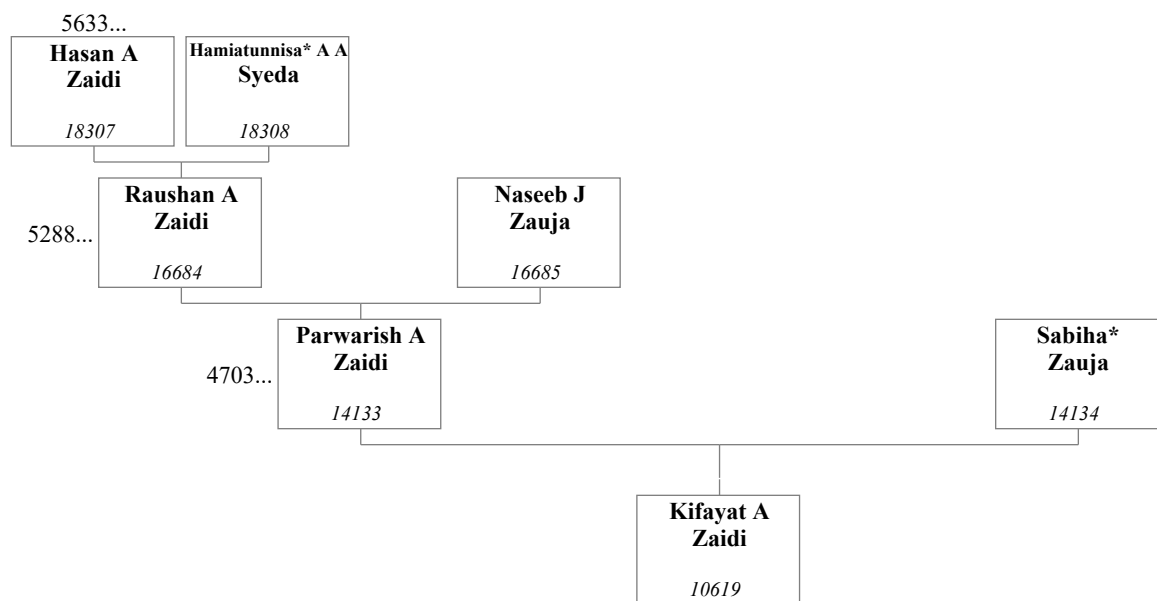 5633...
Hasan A
Zaidi
18307
Hamiatunnisa* A A
Syeda
18308
5288...
Raushan A
Zaidi
16684
Naseeb J
Zauja
16685
4703...
Parwarish A
Zaidi
14133
Sabiha*
Zauja
14134
Kifayat A
Zaidi
10619